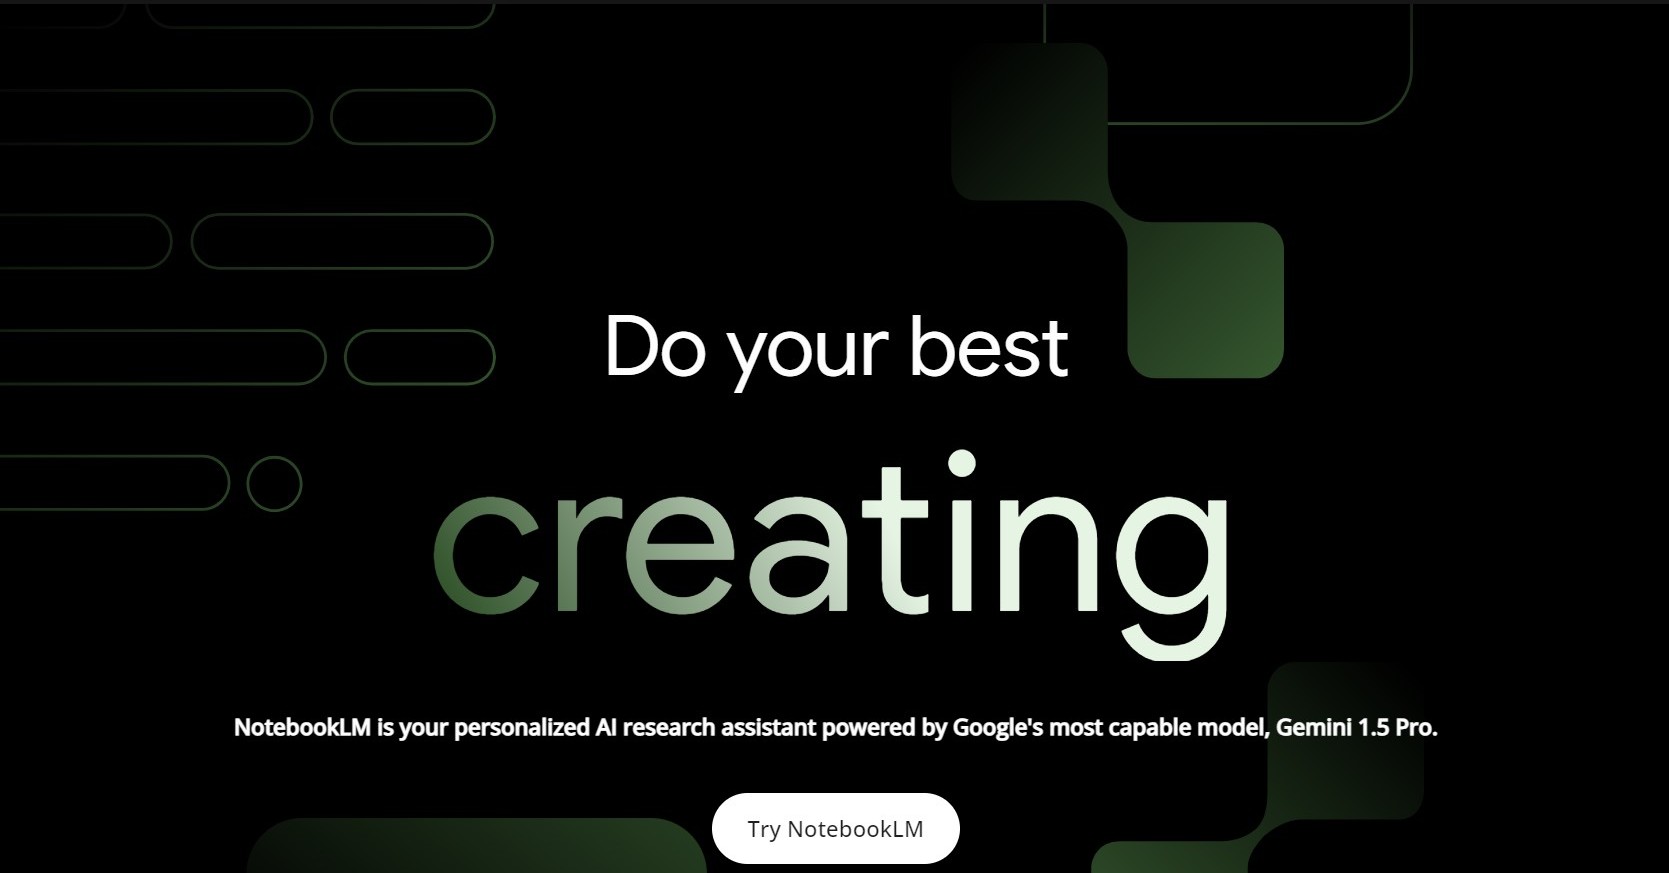 Do your best
creating
NotebookLM is your personalized AI research assistant powered by Google's most capable model, Gemini 1.5 Pro.
Try NotebookLM